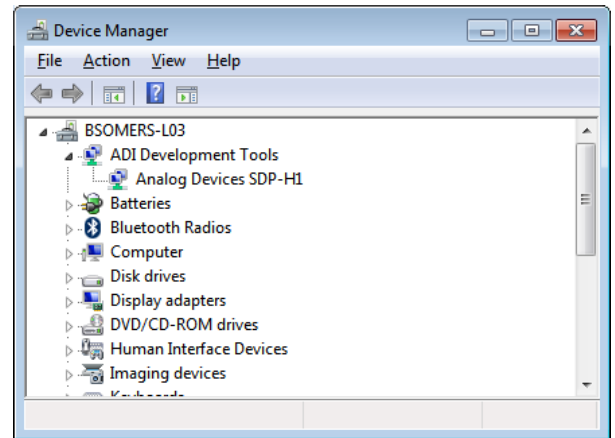 Device Manager
File Action View Help
BSOMERS-L03
ADI Development Tools
Analog Devices SDP-H1
Batteries
Bluetooth Radios
Computer
Disk drives
Display adapters
DVD/CD-ROM drives
Human Interface Devices
Imaging devices
Keyboards